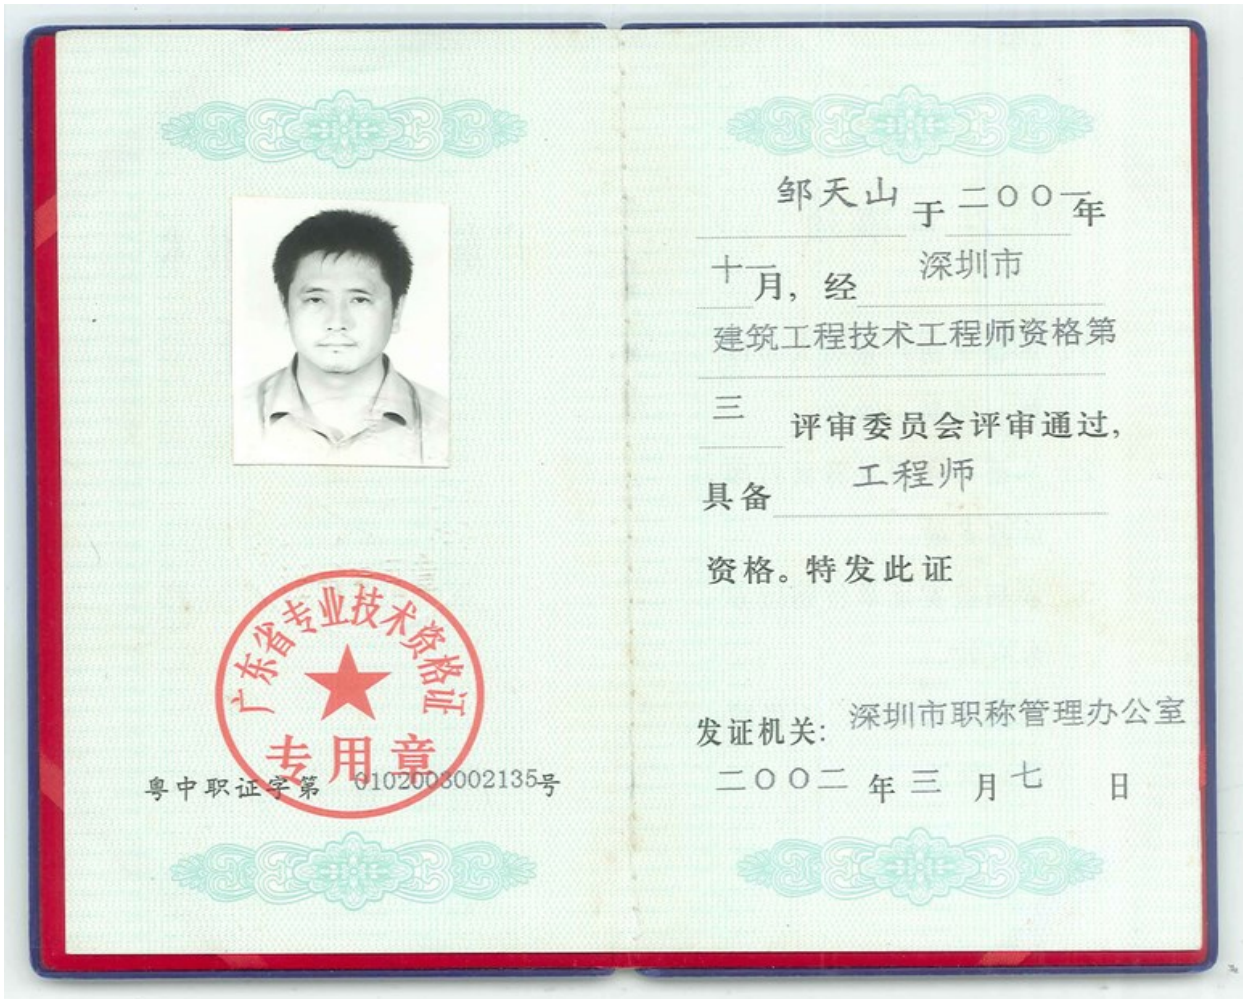 广东省专业技术资格证
专用章
粤中职证字第 0102003002135号
邹天山 于 二００一年
十一月，经 深圳市
建筑工程技术工程师资格第
三 评审委员会评审通过，
具备 工程师
资格。特发此证
发证机关：深圳市职称管理办公室
二００二 年 三 月 七 日